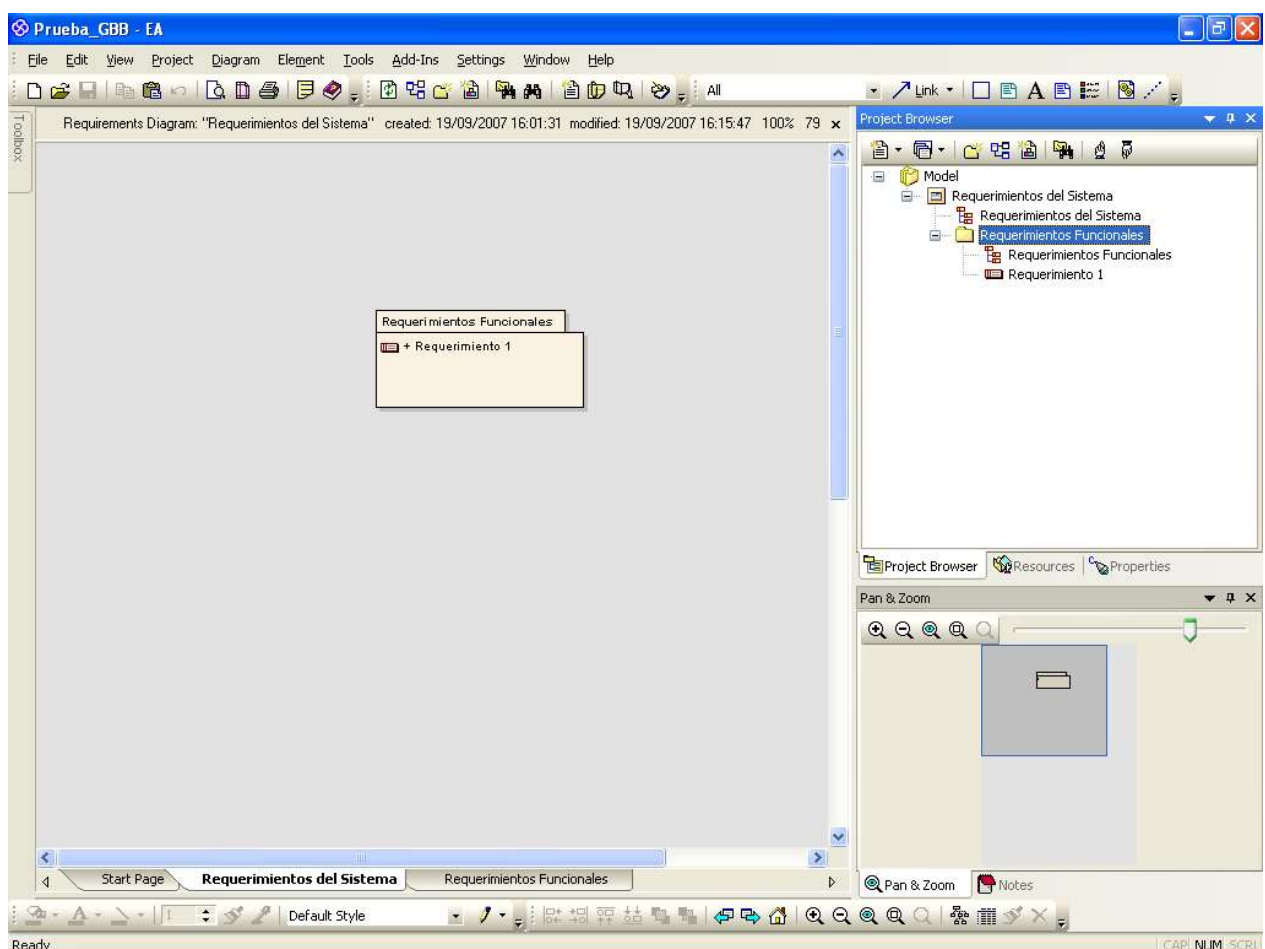 Prueba_GBB - EA
File Edit View Project Diagram Element Tools Add-Ins Settings Window Help
All
Link
A
Toolbox
Requirements Diagram: "Requerimientos del Sistema" created: 19/09/2007 16:01:31 modified: 19/09/2007 16:15:47 100% 79
Requerimientos Funcionales
+ Requerimiento 1
Project Browser
Model
Requerimientos del Sistema
Requerimientos del Sistema
Requerimientos Funcionales
Requerimientos Funcionales
Requerimiento 1
Project Browser Resources Properties
Pan & Zoom
Pan & Zoom Notes
Start Page Requerimientos del Sistema Requerimientos Funcionales
A 1 Default Style
Ready
CAP NUM SCRL